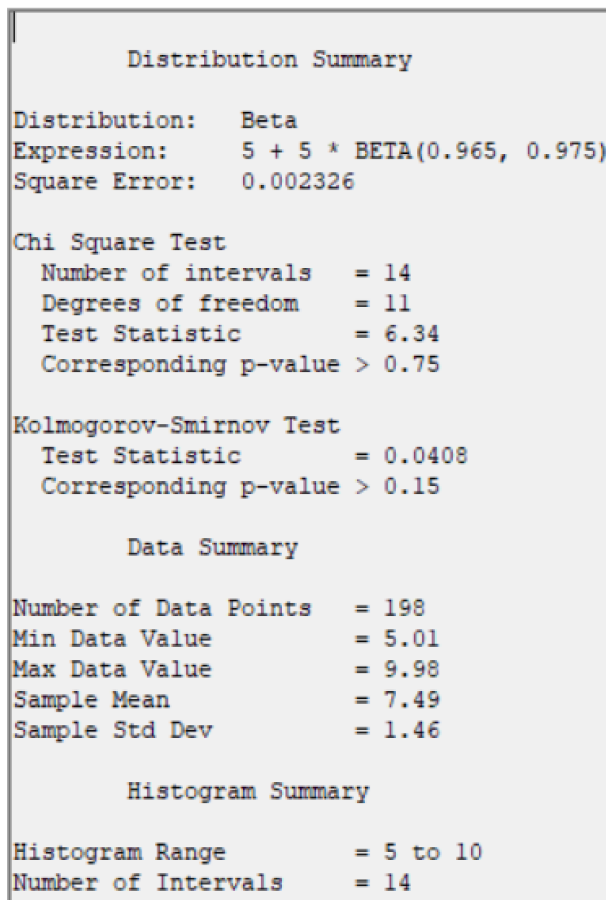 Distribution Summary
Distribution: Beta
Expression: 5 + 5 * BETA(0.965, 0.975)
Square Error: 0.002326
Chi Square Test
Number of intervals = 14
Degrees of freedom = 11
Test Statistic = 6.34
Corresponding p-value > 0.75
Kolmogorov-Smirnov Test
Test Statistic = 0.0408
Corresponding p-value > 0.15
Data Summary
Number of Data Points = 198
Min Data Value = 5.01
Max Data Value = 9.98
Sample Mean = 7.49
Sample Std Dev = 1.46
Histogram Summary
Histogram Range = 5 to 10
Number of Intervals = 14